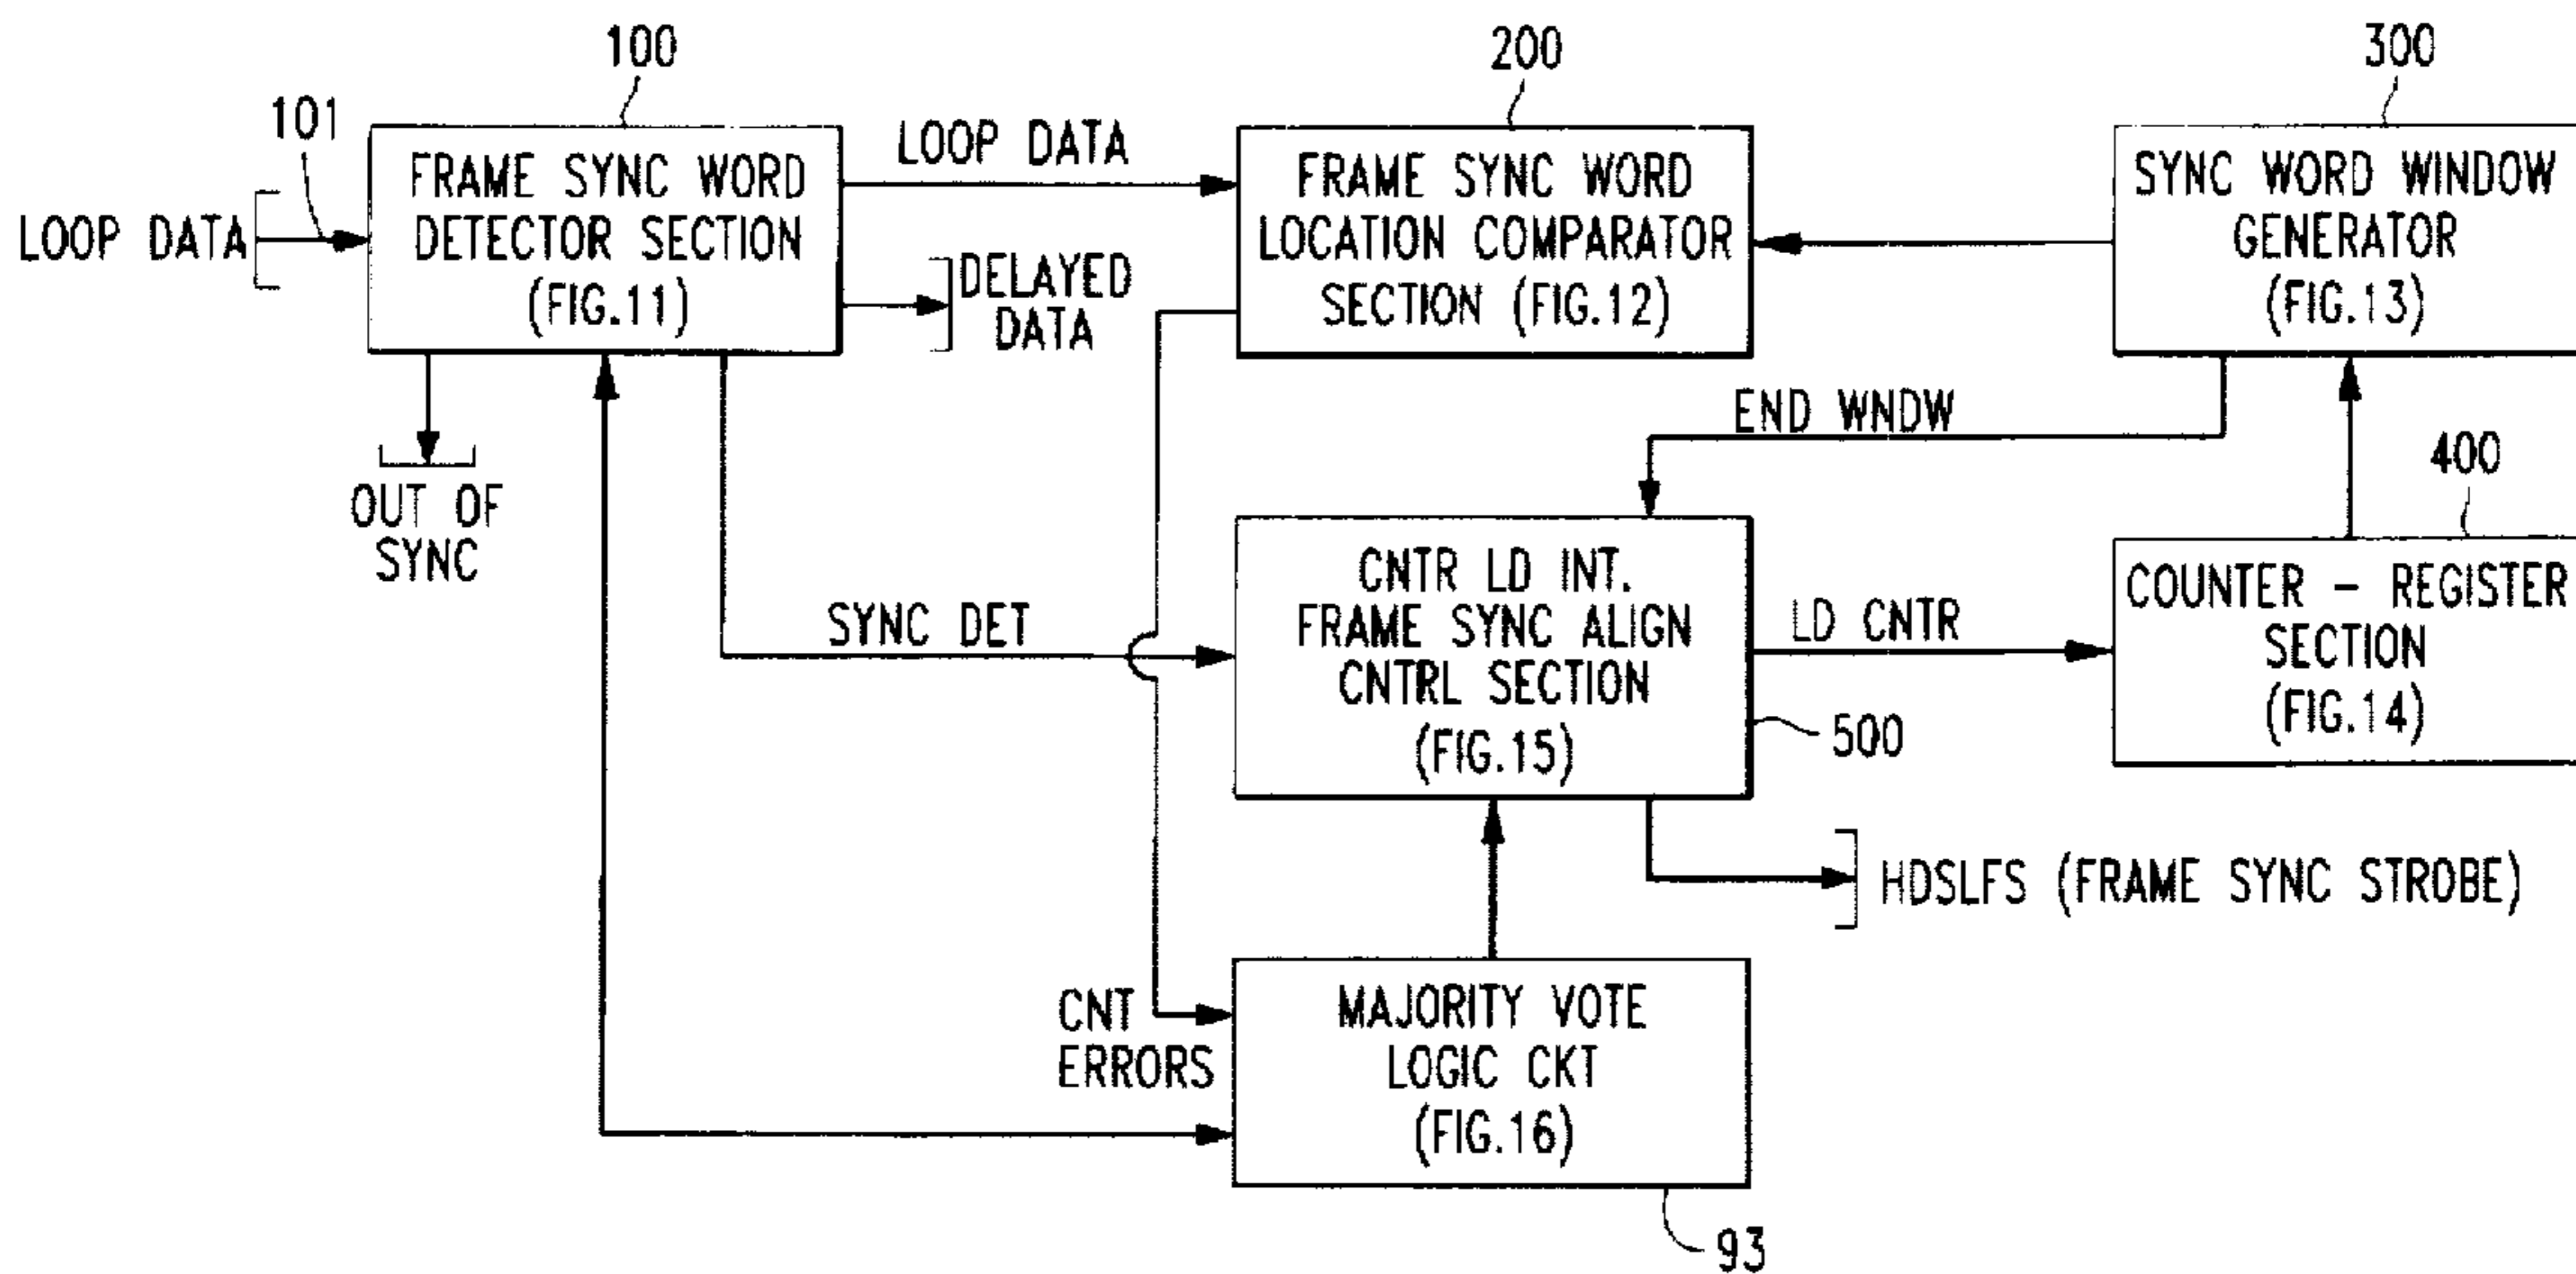 100
200
300
101
LOOP DATA
FRAME SYNC WORD
DETECTOR SECTION
(FIG.11)
LOOP DATA
DELAYED
DATA
FRAME SYNC WORD
LOCATION COMPARATOR
SECTION (FIG.12)
SYNC WORD WINDOW
GENERATOR
(FIG.13)
OUT OF
SYNC
END WNDW
400
SYNC DET
CNTR LD INT.
FRAME SYNC ALIGN
CNTRL SECTION
(FIG.15)
LD CNTR
500
COUNTER - REGISTER
SECTION
(FIG.14)
HDSLFS (FRAME SYNC STROBE)
CNT
ERRORS
MAJORITY VOTE
LOGIC CKT
(FIG.16)
93